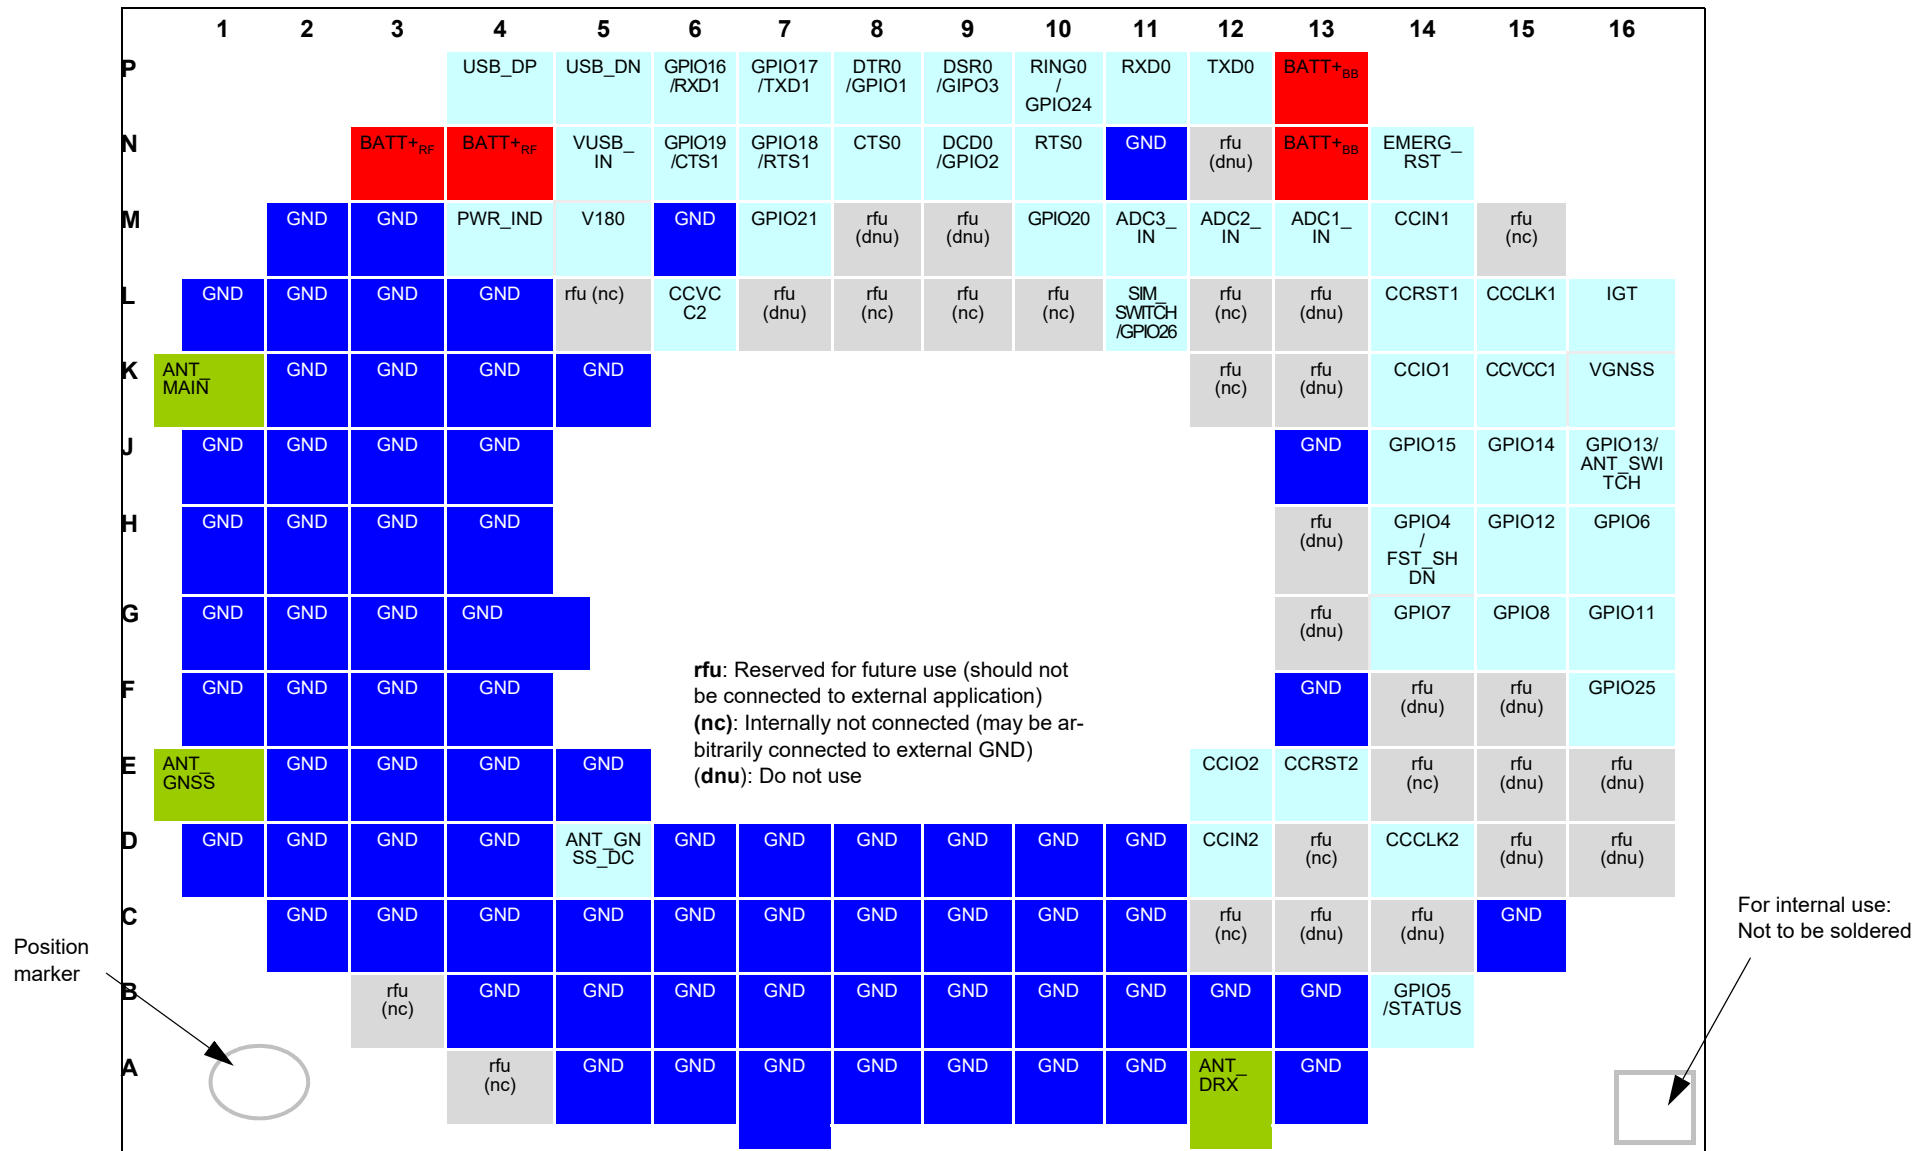 1 2 3 4 5 6 7 8 9 10 11 12 13 14 15 16
P USB_DP USB_DN GPIO16 /RXD1 GPIO17 /TXD1 DTR0 /GPIO1 DSR0 /GIPO3 RING0 / GPIO24 RXD0 TXD0 BATT+BB
N BATT+RF BATT+RF VUSB_ IN GPIO19 /CTS1 GPIO18 /RTS1 CTS0 DCD0 /GPIO2 RTS0 GND rfu (dnu) BATT+BB EMERG_ RST
M GND GND PWR_IND V180 GND GPIO21 rfu (dnu) rfu (dnu) GPIO20 ADC3_ IN ADC2_ IN ADC1_ IN CCIN1 rfu (nc)
L GND GND GND GND rfu (nc) CCVC C2 rfu (dnu) rfu (nc) rfu (nc) rfu (nc) SIM_ SWITCH /GPIO26 rfu (nc) rfu (dnu) CCRST1 CCCLK1 IGT
K ANT_ MAIN GND GND GND GND rfu (nc) rfu (dnu) CCIO1 CCVCC1 VGNSS
J GND GND GND GND GND GPIO15 GPIO14 GPIO13/ ANT_SWI TCH
H GND GND GND GND rfu (dnu) GPIO4 / FST_SH DN GPIO12 GPIO6
G GND GND GND GND rfu (dnu) GPIO7 GPIO8 GPIO11
F GND GND GND GND GND rfu (dnu) rfu (dnu) GPIO25
rfu: Reserved for future use (should not
be connected to external application)
(nc): Internally not connected (may be ar-
bitrarily connected to external GND)
(dnu): Do not use
E ANT_ GNSS GND GND GND GND CCIO2 CCRST2 rfu (nc) rfu (dnu) rfu (dnu)
D GND GND GND GND ANT_GN SS_DC GND GND GND GND GND GND CCIN2 rfu (nc) CCCLK2 rfu (dnu) rfu (dnu)
C GND GND GND GND GND GND GND GND GND GND rfu (nc) rfu (dnu) rfu (dnu) GND
B rfu (nc) GND GND GND GND GND GND GND GND GND GND GPIO5 /STATUS
A rfu (nc) GND GND GND GND GND GND GND ANT_ DRX GND
Position
marker
For internal use:
Not to be soldered